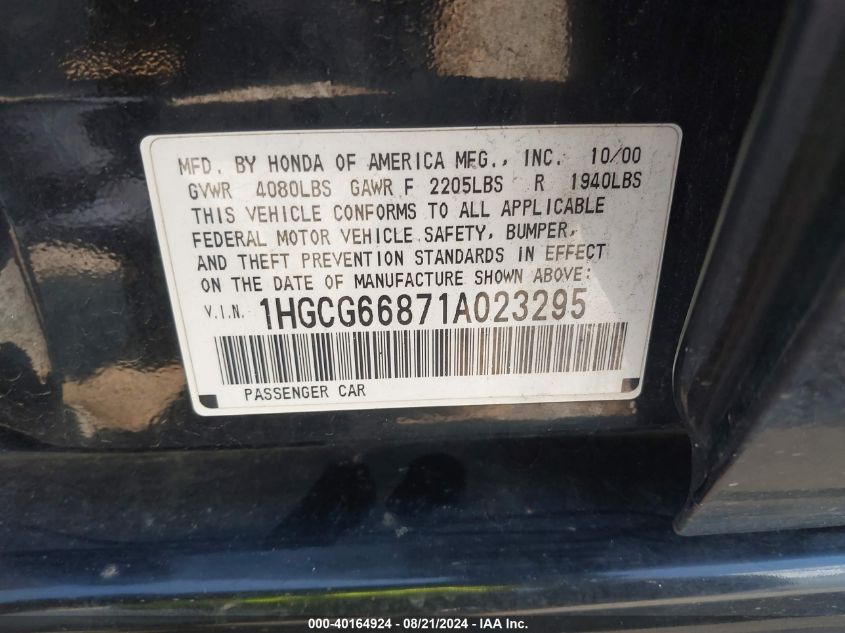 MFD. BY HONDA OF AMERICA MFG., INC. 10/00
GVWR 4080LBS GAWR F 2205LBS R 1940LBS
THIS VEHICLE CONFORMS TO ALL APPLICABLE
FEDERAL MOTOR VEHICLE SAFETY, BUMPER,
AND THEFT PREVENTION STANDARDS IN EFFECT
ON THE DATE OF MANUFACTURE SHOWN ABOVE:
V.I.N. 1HGCG66871A023295
PASSENGER CAR
000-40164924 - 08/21/2024 - IAA Inc.